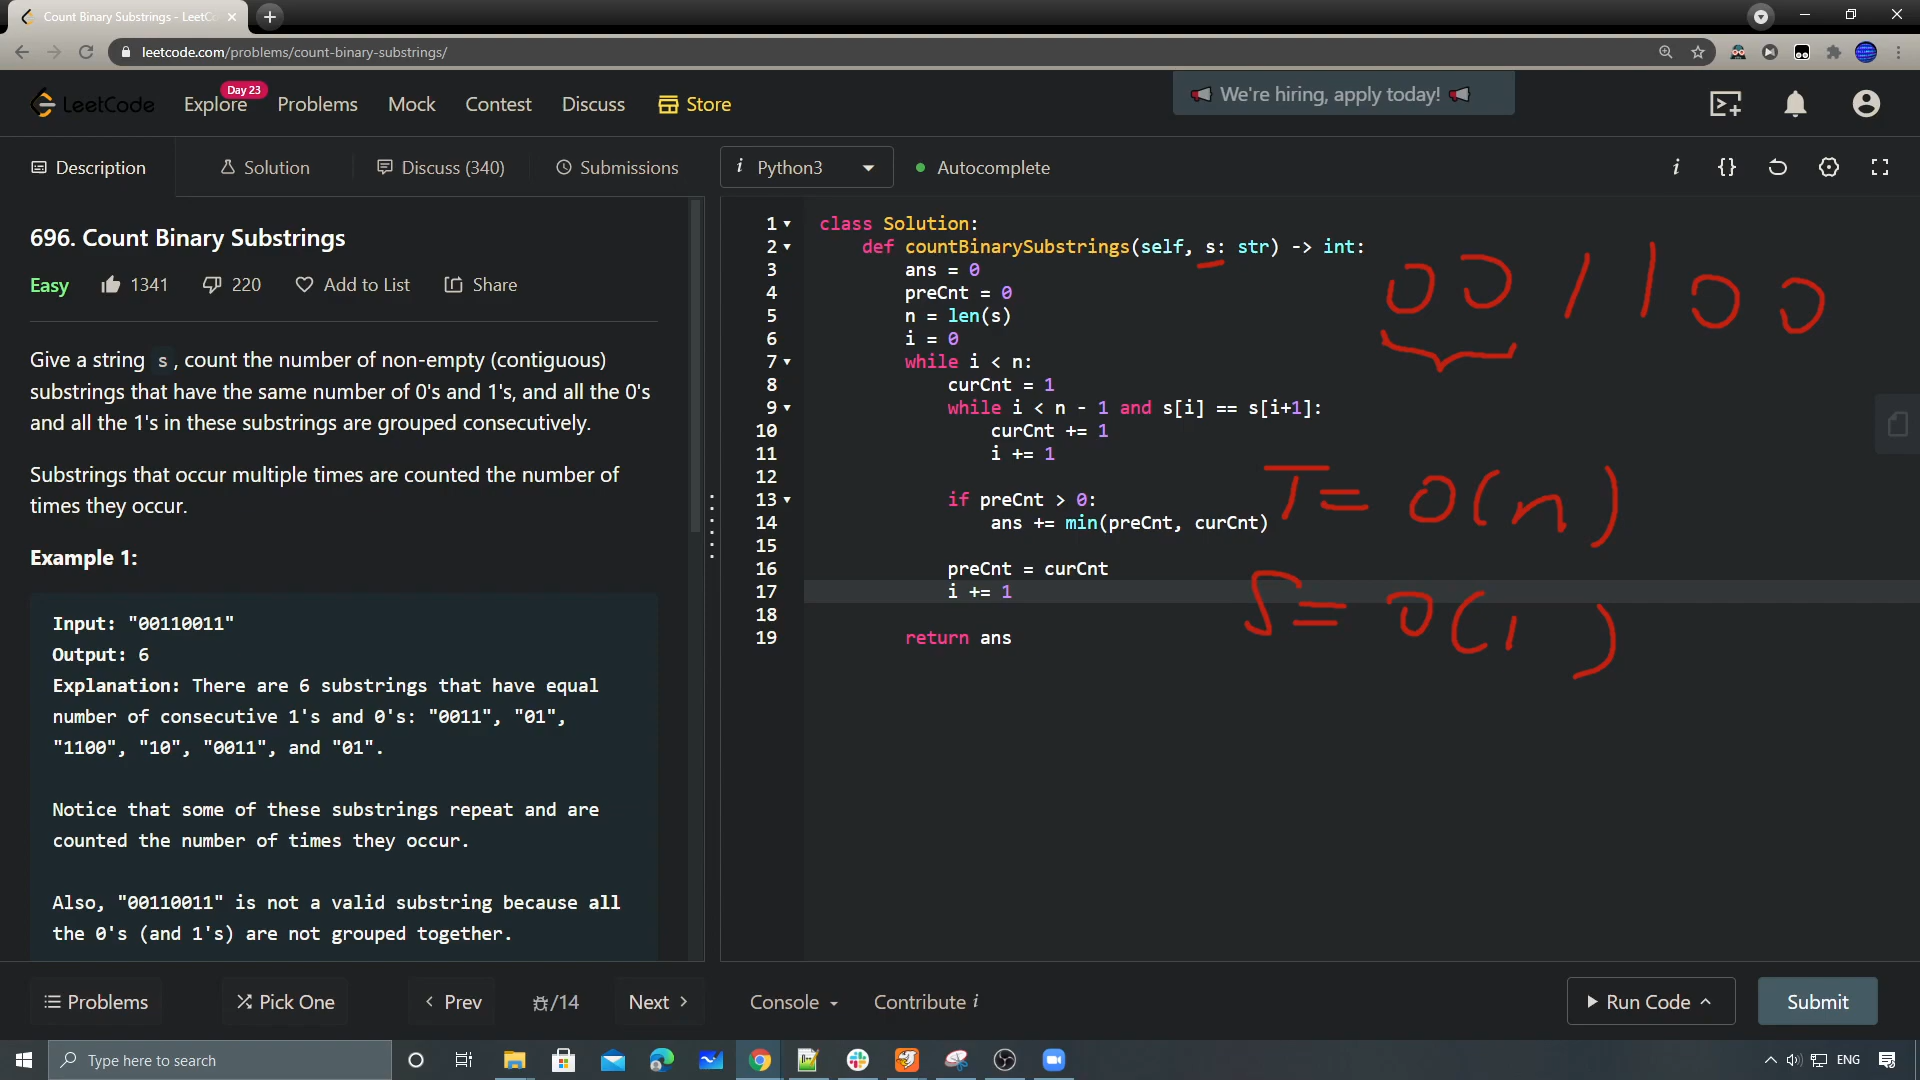 Count Binary Substrings - LeetC
leetcode.com/problems/count-binary-substrings/
LeetCode
Explore
Day 23
Problems
Mock
Contest
Discuss
Store
We're hiring, apply today!
Description
Solution
Discuss (340)
Submissions
i Python3
Autocomplete
i {}
696. Count Binary Substrings
Easy
1341
220
Add to List
Share
Give a string s, count the number of non-empty (contiguous)
substrings that have the same number of 0's and 1's, and all the 0's
and all the 1's in these substrings are grouped consecutively.
Substrings that occur multiple times are counted the number of
times they occur.
Example 1:
Input: "00110011"
Output: 6
Explanation: There are 6 substrings that have equal
number of consecutive 1's and 0's: "0011", "01",
"1100", "10", "0011", and "01".
Notice that some of these substrings repeat and are
counted the number of times they occur.
Also, "00110011" is not a valid substring because all
the 0's (and 1's) are not grouped together.
1 class Solution:
2 def countBinarySubstrings(self, s: str) -> int:
3 ans = 0
4 preCnt = 0
5 n = len(s)
6 i = 0
7 while i < n:
8 curCnt = 1
9 while i < n - 1 and s[i] == s[i+1]:
10 curCnt += 1
11 i += 1
12
13 if preCnt > 0:
14 ans += min(preCnt, curCnt)
15
16 preCnt = curCnt
17 i += 1
18
19 return ans
0 0 1 1 0 0
T = O(n)
S = O(1)
Problems
Pick One
Prev
/14
Next
Console
Contribute i
Run Code
Submit
Type here to search
ENG